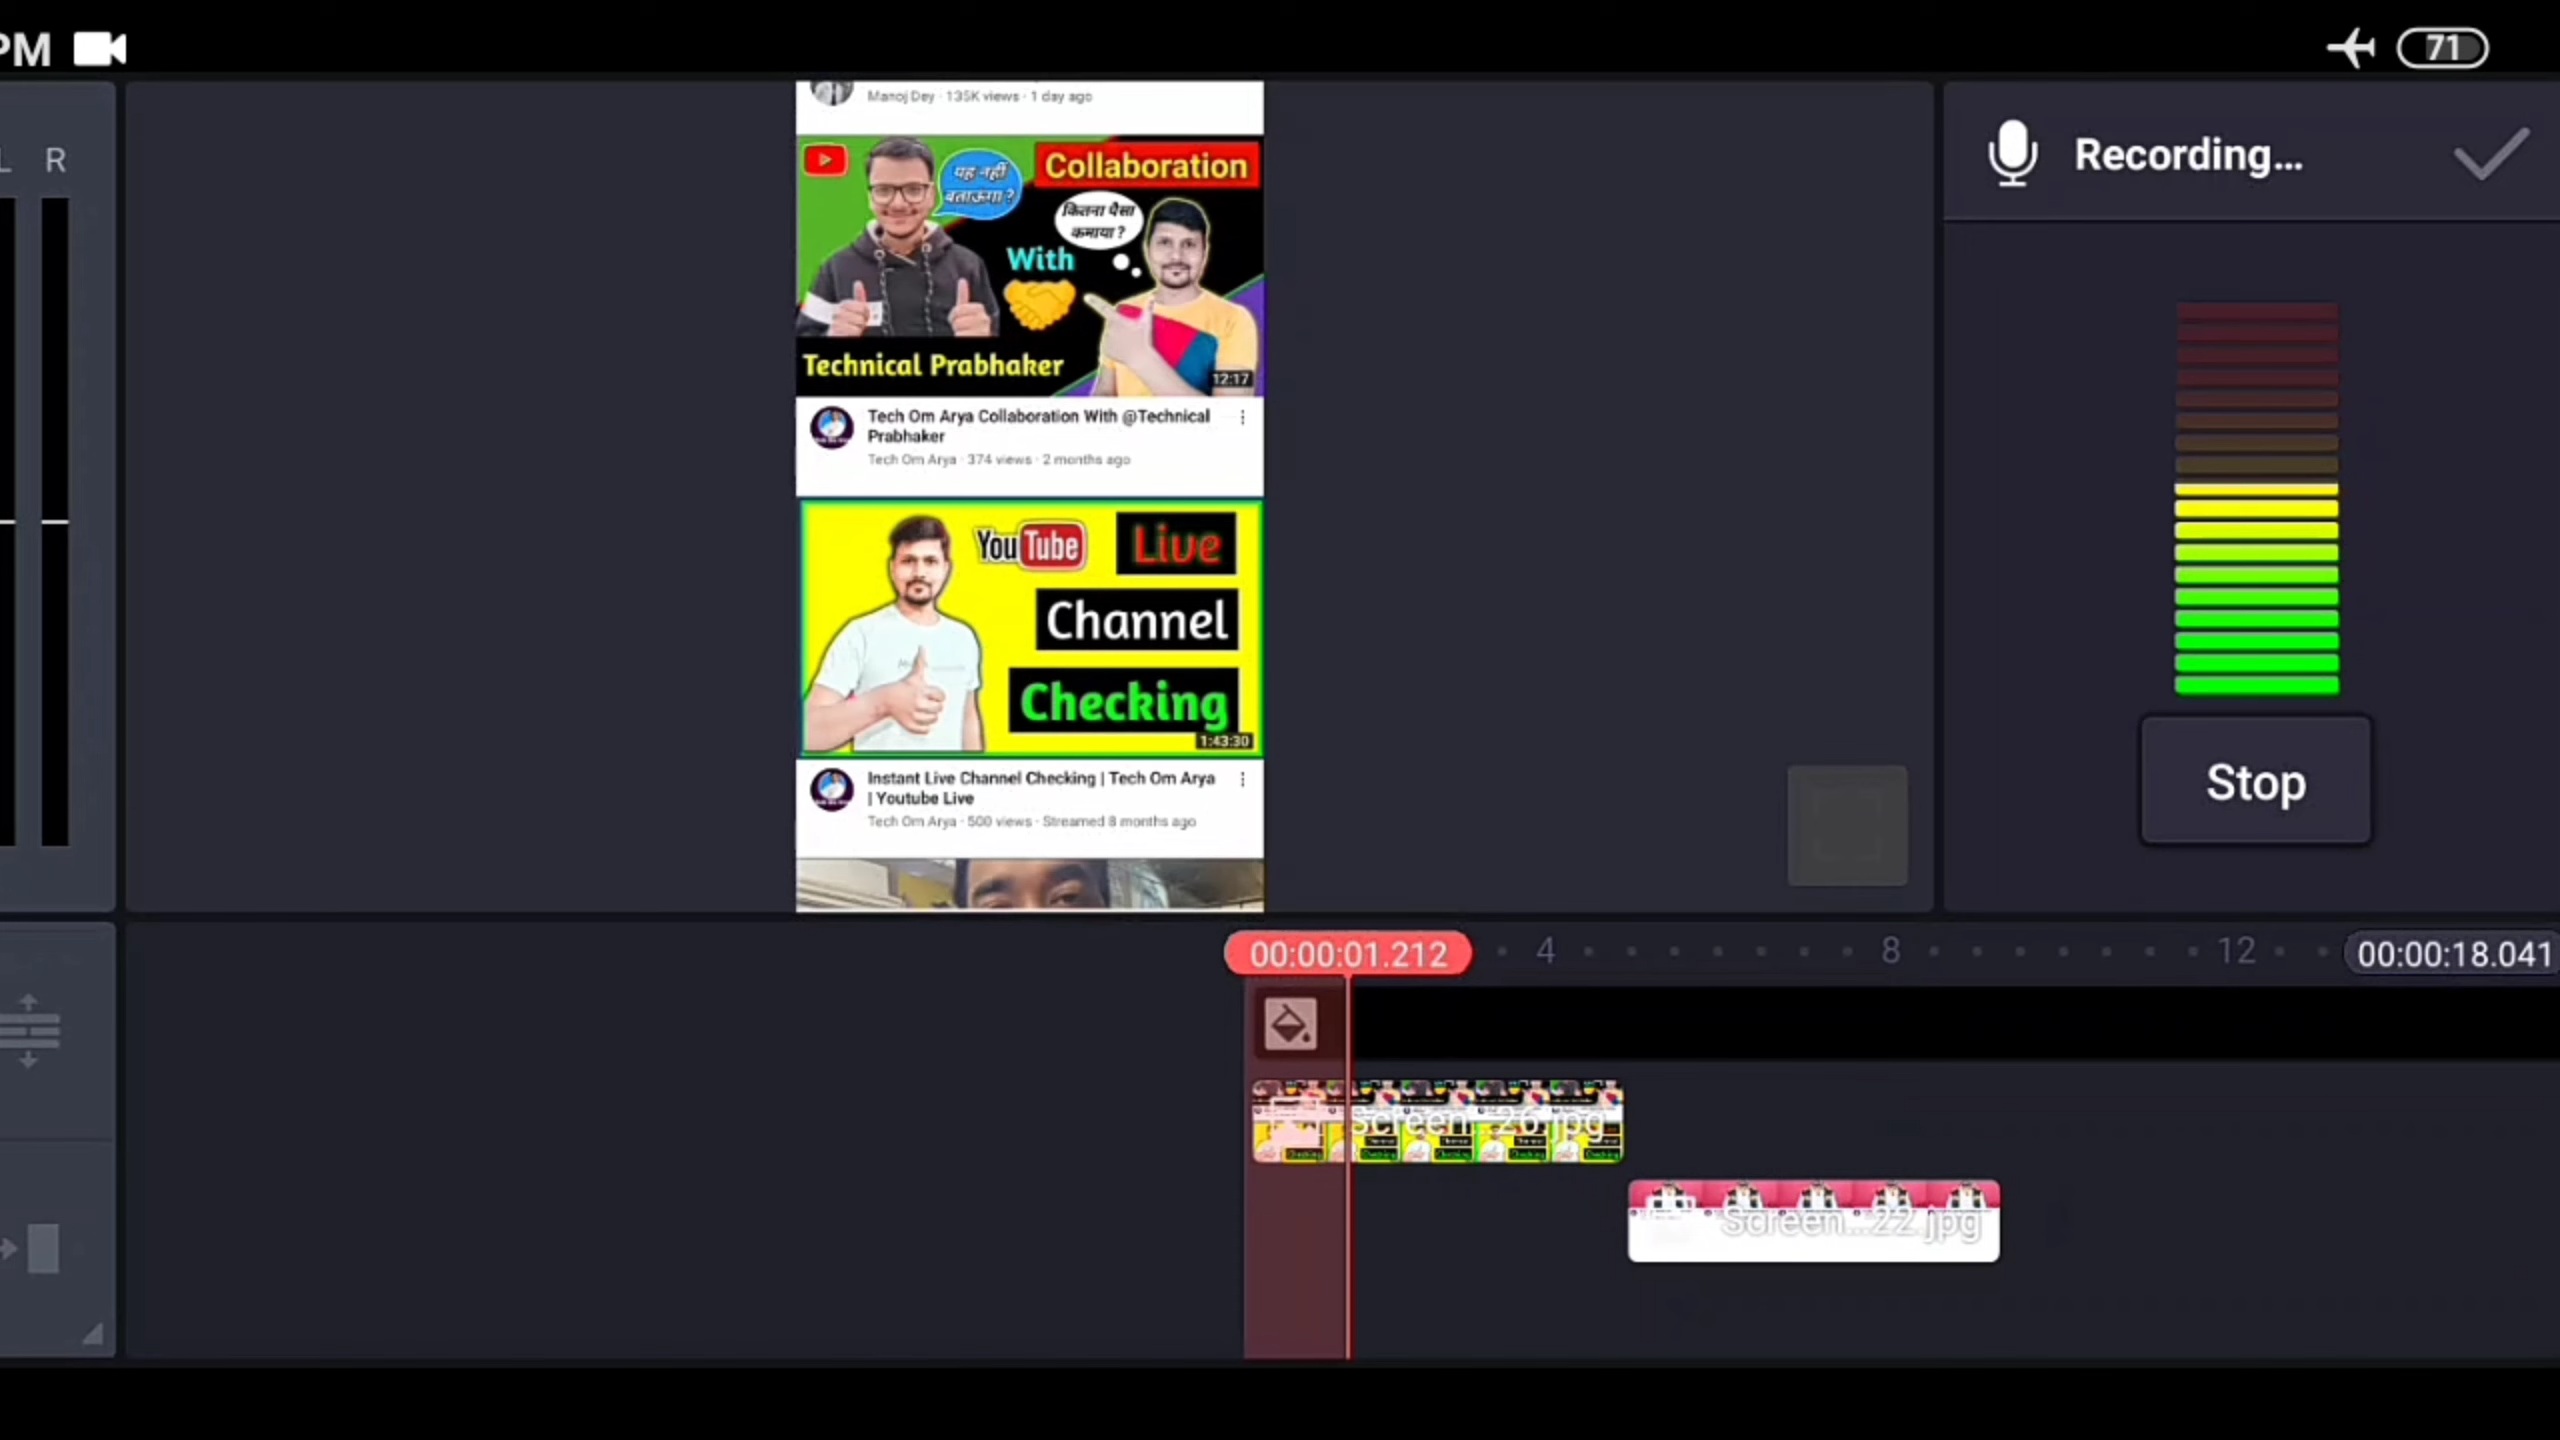 PM
71
L R
Recording...
Manoj Dey · 135K views · 1 day ago
यह नहीं
बताऊंगा ?
Collaboration
कितना पैसा
कमाया ?
With
Technical Prabhaker
12:17
Tech Om Arya Collaboration With @Technical
Prabhaker
Tech Om Arya · 374 views · 2 months ago
YouTube
Live
Channel
Checking
1:43:30
Instant Live Channel Checking | Tech Om Arya
| Youtube Live
Tech Om Arya · 500 views · Streamed 8 months ago
Stop
00:00:01.212
4
8
12
00:00:18.041
Screen...26.jpg
Screen...22.jpg